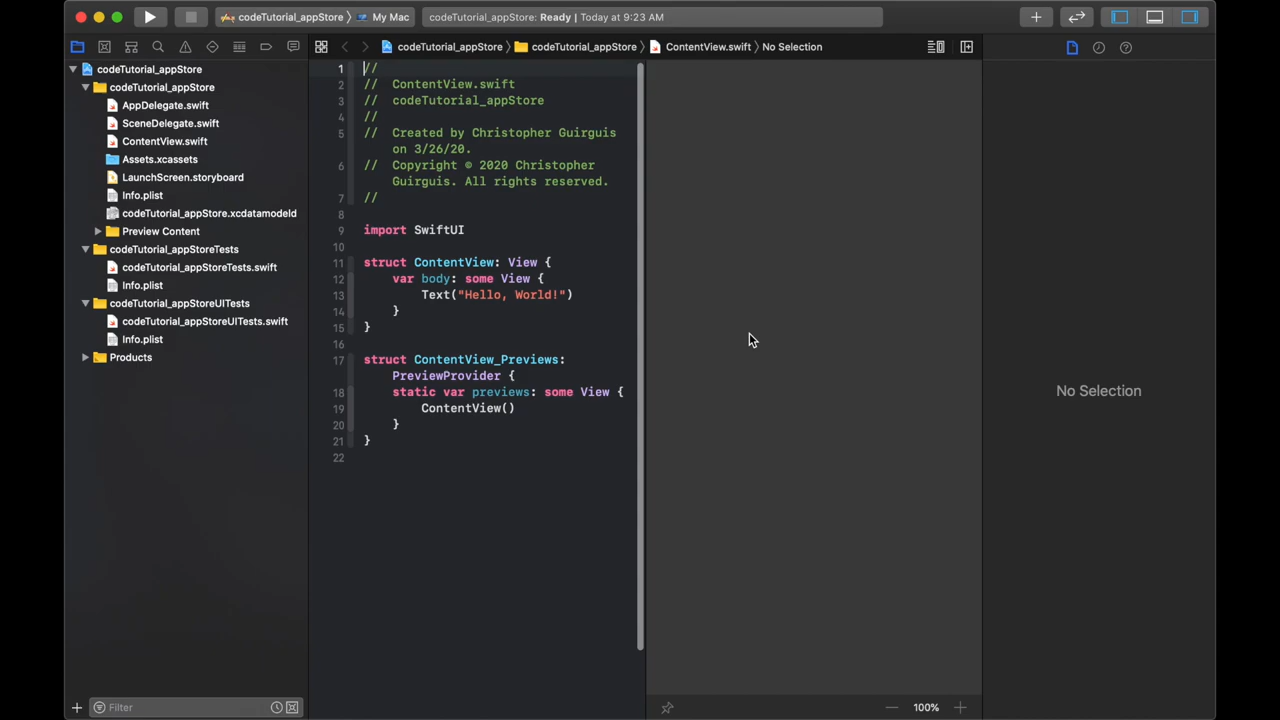 codeTutorial_appStore 〉 My Mac
codeTutorial_appStore: Ready | Today at 9:23 AM
codeTutorial_appStore 〉 codeTutorial_appStore 〉 ContentView.swift 〉 No Selection
codeTutorial_appStore
codeTutorial_appStore
AppDelegate.swift
SceneDelegate.swift
ContentView.swift
Assets.xcassets
LaunchScreen.storyboard
Info.plist
codeTutorial_appStore.xcdatamodeld
Preview Content
codeTutorial_appStoreTests
codeTutorial_appStoreTests.swift
Info.plist
codeTutorial_appStoreUITests
codeTutorial_appStoreUITests.swift
Info.plist
Products
Filter
1 //
2 //  ContentView.swift
3 //  codeTutorial_appStore
4 //
5 //  Created by Christopher Guirguis
on 3/26/20.
6 //  Copyright © 2020 Christopher
Guirguis. All rights reserved.
7 //
8
9 import SwiftUI
10
11 struct ContentView: View {
12     var body: some View {
13         Text("Hello, World!")
14     }
15 }
16
17 struct ContentView_Previews:
PreviewProvider {
18     static var previews: some View {
19         ContentView()
20     }
21 }
22
100%
No Selection